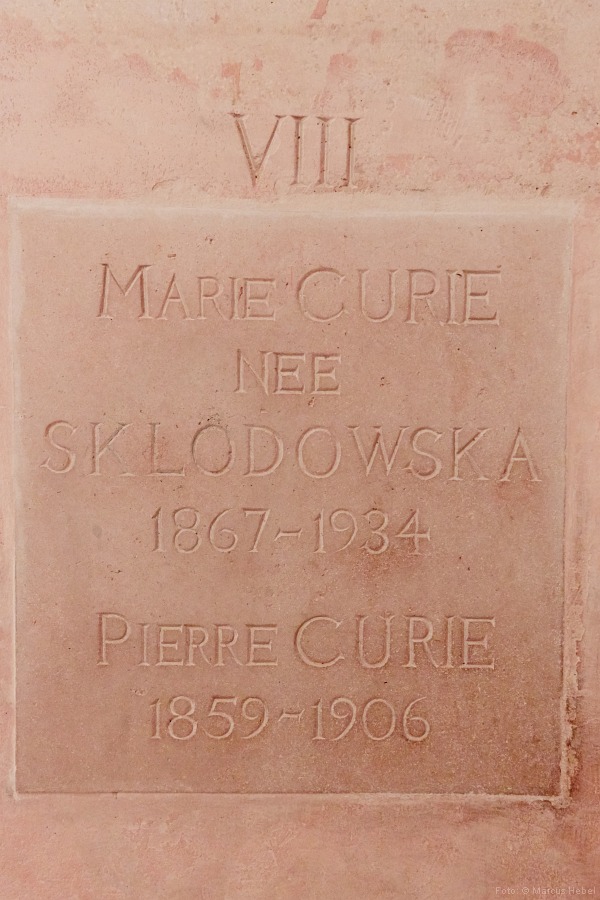 VIII
MARIE CURIE
NEE
SKLODOWSKA
1867-1934
PIERRE CURIE
1859-1906
Foto: © Marcus Hebel